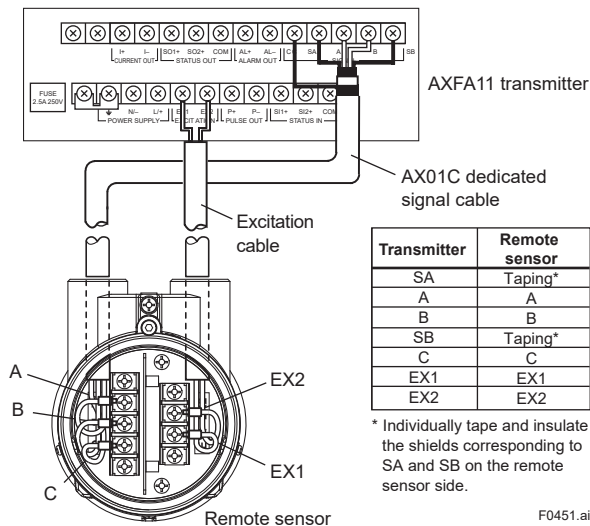 I+ I– SO1+ SO2+ COM AL+ AL– C SA A B SB
CURRENT OUT STATUS OUT ALARM OUT
FUSE
2.5A 250V
N/– L/+ EX1 EX2 P+ P– SI1+ SI2+ COM
POWER SUPPLY EXCITATION PULSE OUT STATUS IN
AXFA11 transmitter
AX01C dedicated
signal cable
Excitation
cable
Transmitter Remote
sensor
SA Taping*
A A
B B
SB Taping*
C C
EX1 EX1
EX2 EX2
* Individually tape and insulate
the shields corresponding to
SA and SB on the remote
sensor side.
A
B
C
EX2
EX1
Remote sensor
F0451.ai